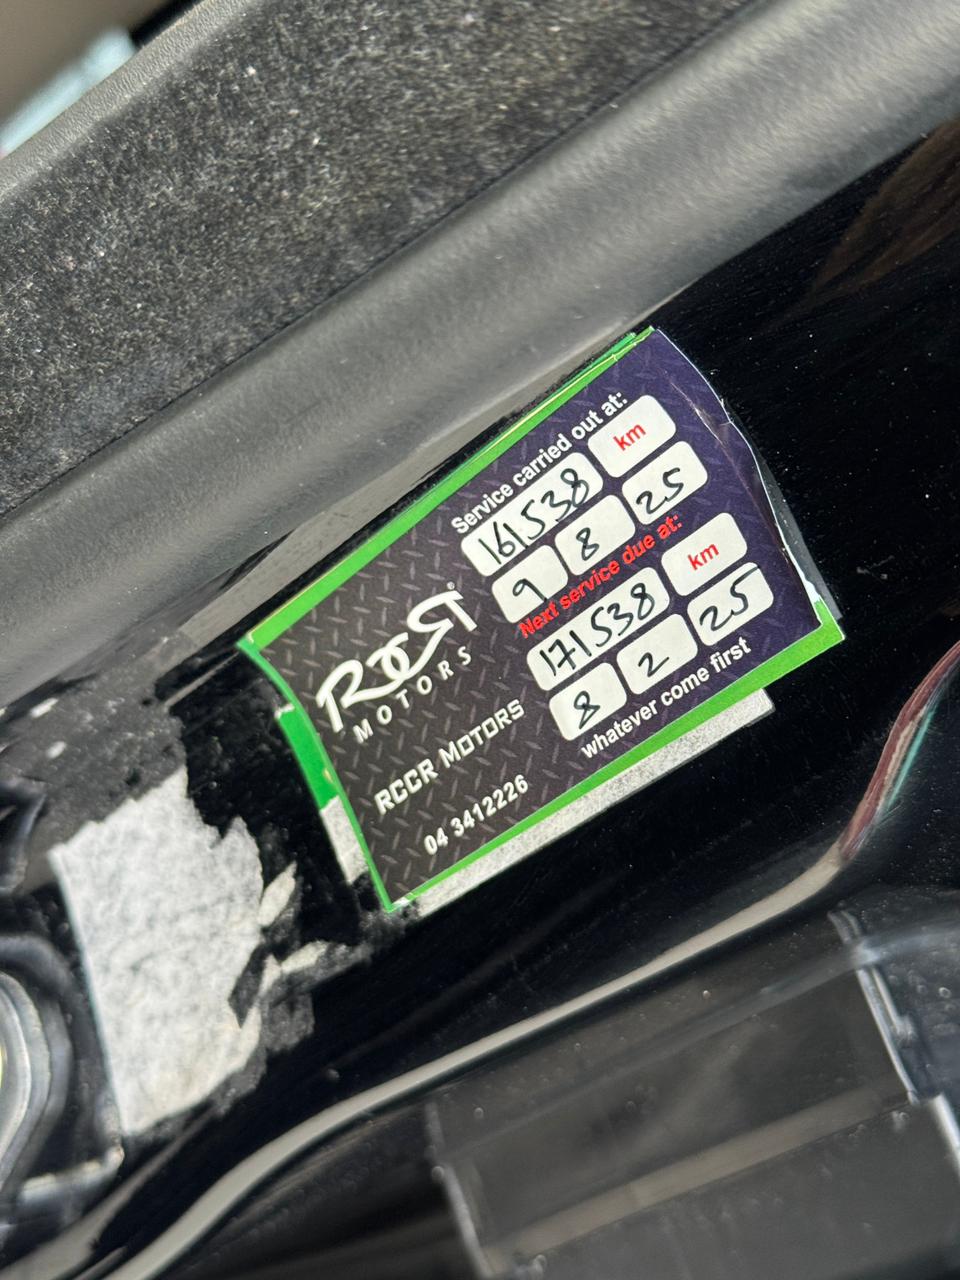 Service carried out at:
161538 km
9 8 25
Next service due at:
171538 km
8 2 25
whatever come first
RCCR®
MOTORS
RCCR MOTORS
04 3412226